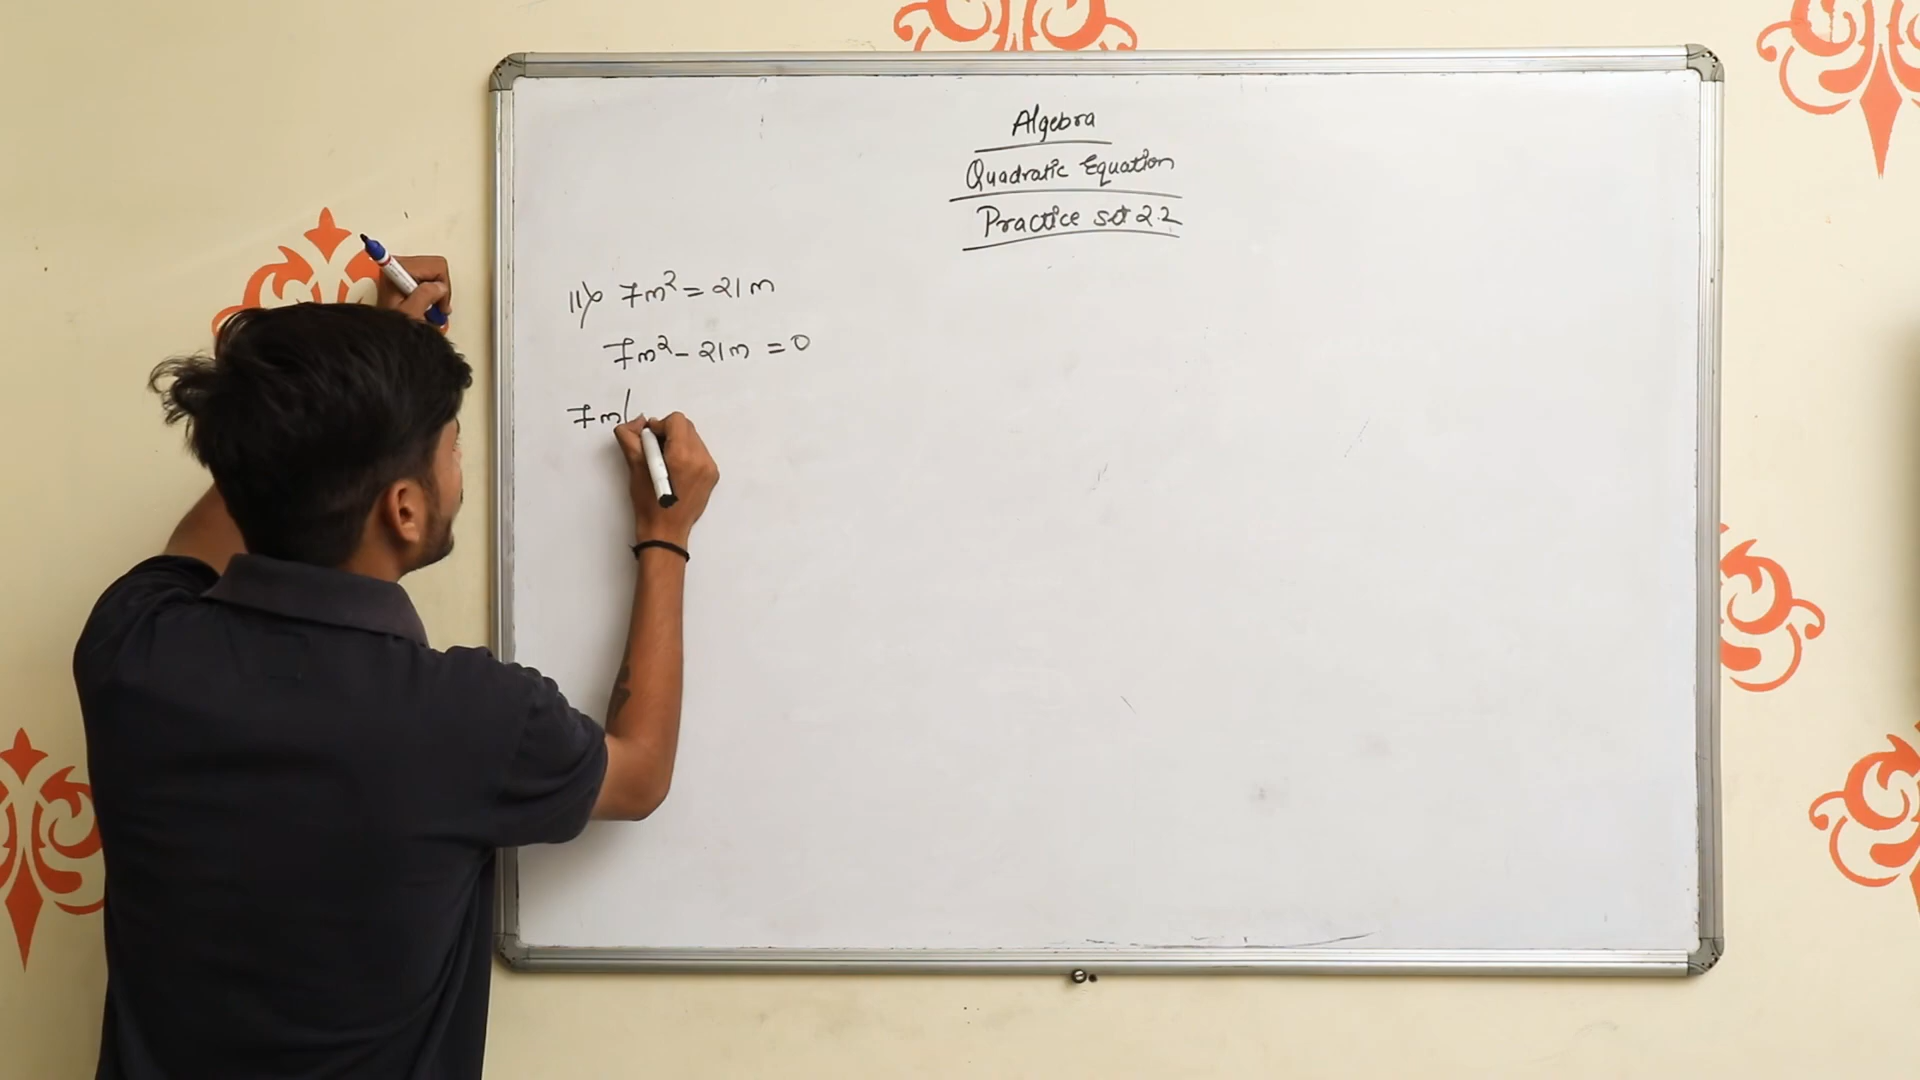 Algebra
Quadratic Equation
Practice set 2.2
11) 7m² = 21m
7m² - 21m = 0
7m(